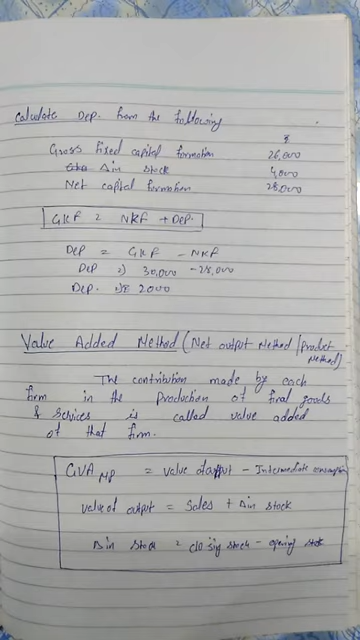 Calculate Dep. from the following
₹
Gross fixed capital formation 26,000
Δ in stock 4,000
Net capital formation 28,000
GKF = NKF + Dep.
Dep = GKF - NKF
Dep => 30,000 - 28,000
Dep. => ₹ 2000
Value Added Method (Net output Method / Product Method)
The contribution made by each
firm in the production of final goods
& Services is called value added
of that firm.
GVA MP = value of output - Intermediate consumption
value of output = Sales + Δ in stock
Δ in stock = closing stock - opening stock